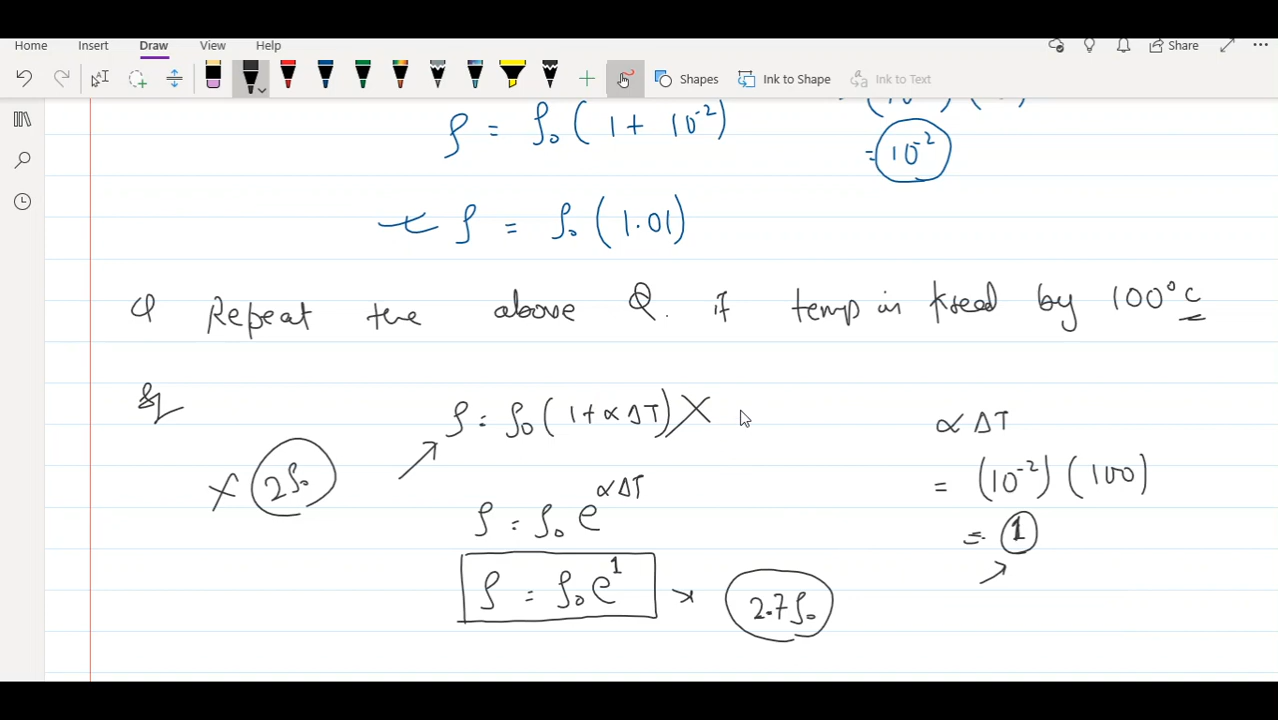 Home Insert Draw View Help Share
Shapes Ink to Shape Ink to Text
ρ = ρ₀ ( 1 + 10⁻²)
= 10⁻²
ρ = ρ₀ (1.01)
Q Repeat the above Q. if temp in by 100°C
ρ = ρ₀ ( 1 + α ΔT) X
α ΔT
X 2ρ₀
= (10⁻²) (100)
ρ = ρ₀ e^αΔT
= 1
ρ = ρ₀ e¹ → 2.7ρ₀